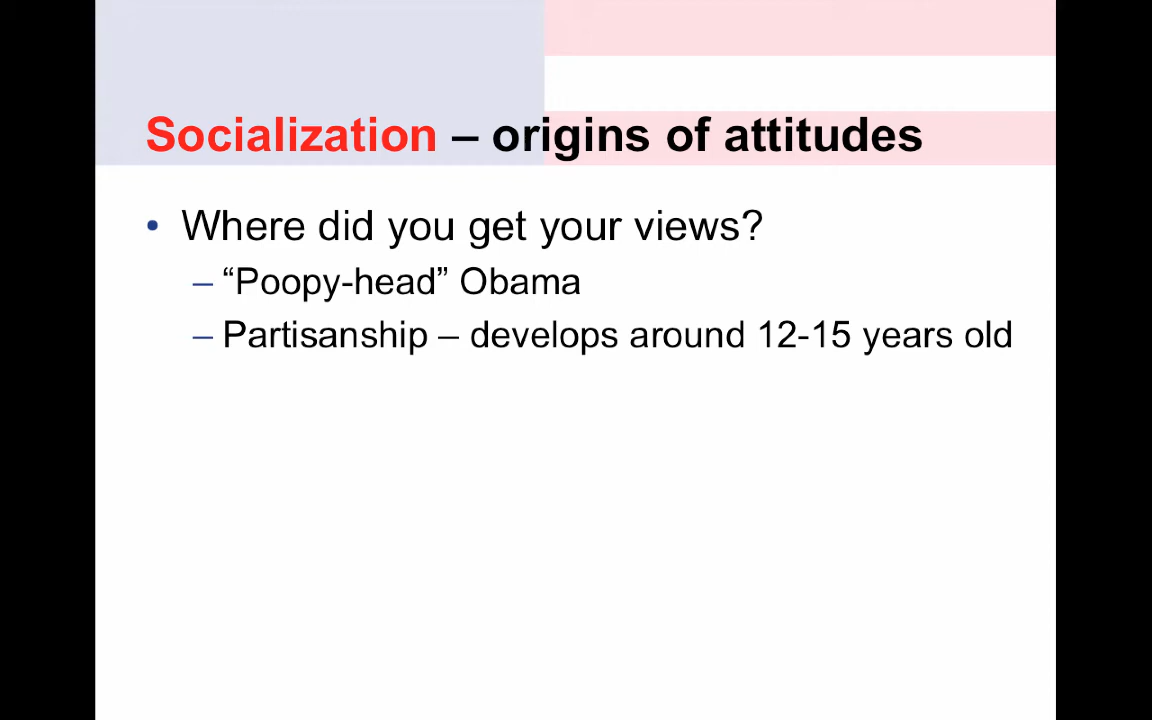 Socialization – origins of attitudes
• Where did you get your views?
– “Poopy-head” Obama
– Partisanship – develops around 12-15 years old